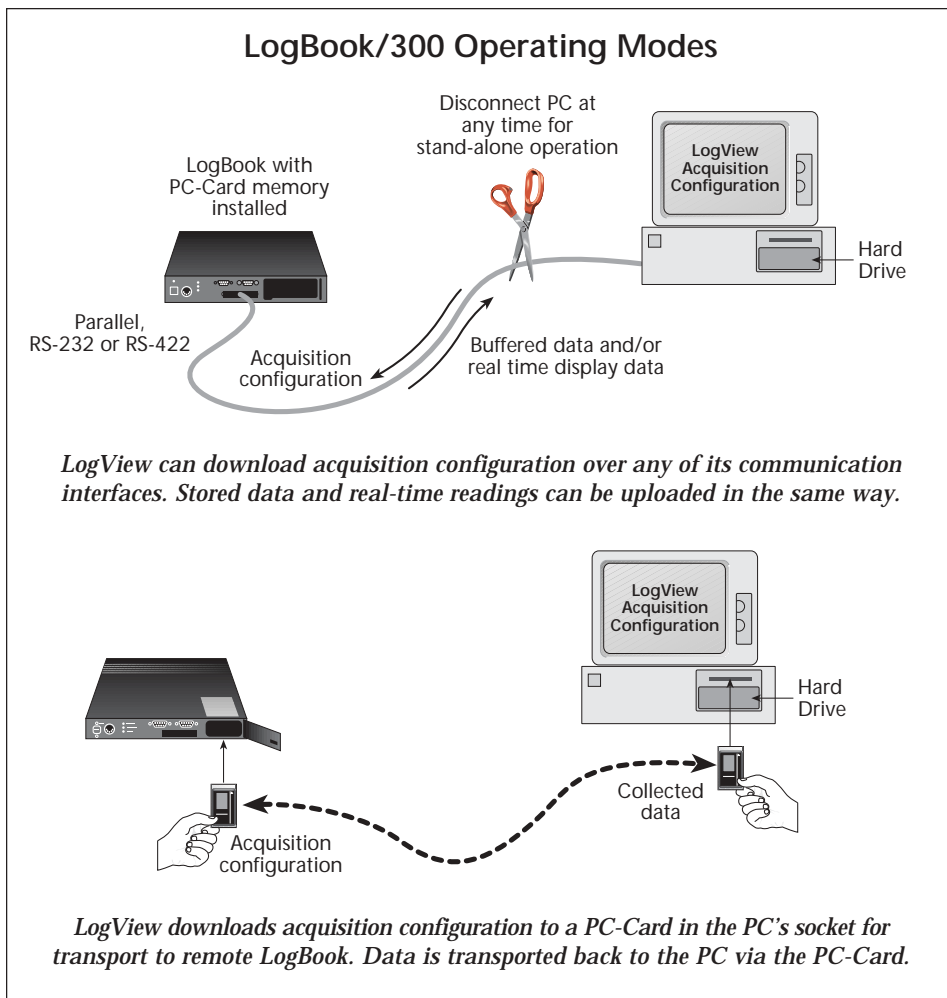 LogBook/300 Operating Modes
Disconnect PC at
any time for
stand-alone operation
LogBook with
PC-Card memory
installed
LogView
Acquisition
Configuration
Hard
Drive
Parallel,
RS-232 or RS-422
Acquisition
configuration
Buffered data and/or
real time display data
LogView can download acquisition configuration over any of its communication
interfaces. Stored data and real-time readings can be uploaded in the same way.
LogView
Acquisition
Configuration
Hard
Drive
Collected
data
Acquisition
configuration
LogView downloads acquisition configuration to a PC-Card in the PC's socket for
transport to remote LogBook. Data is transported back to the PC via the PC-Card.